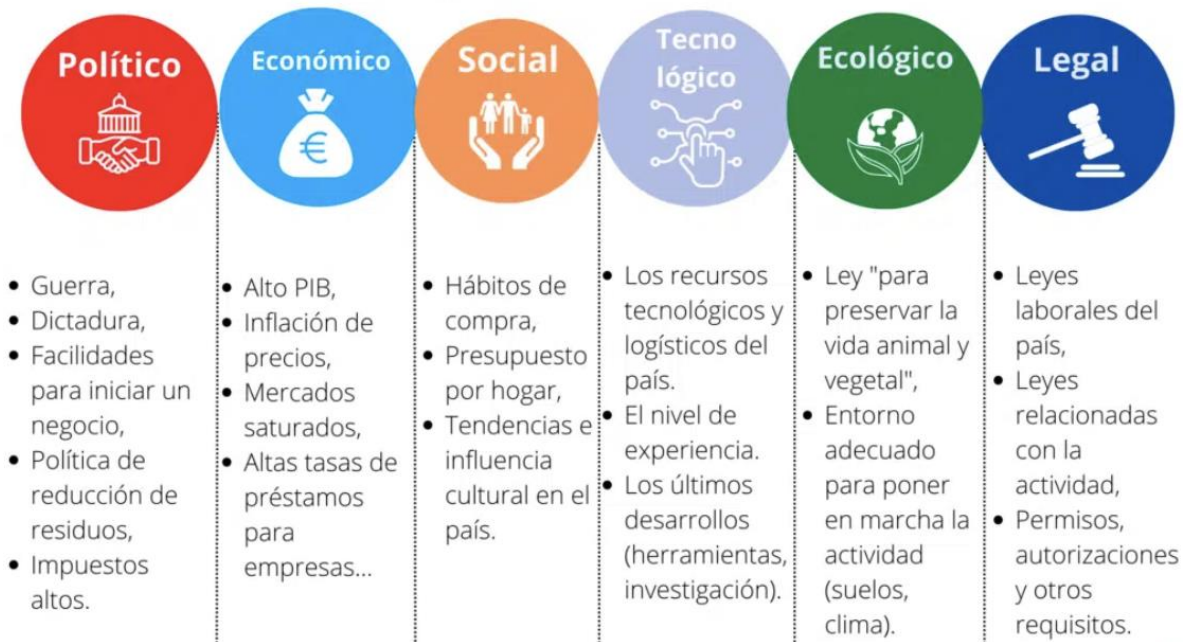 Político
Económico
Social
Tecno
lógico
Ecológico
Legal
€
• Guerra,
• Dictadura,
• Facilidades
para iniciar un
negocio,
• Política de
reducción de
residuos,
• Impuestos
altos.
• Alto PIB,
• Inflación de
precios,
• Mercados
saturados,
• Altas tasas de
préstamos
para
empresas...
• Hábitos de
compra,
• Presupuesto
por hogar,
• Tendencias e
influencia
cultural en el
país.
• Los recursos
tecnológicos y
logísticos del
país.
• El nivel de
experiencia.
• Los últimos
desarrollos
(herramientas,
investigación).
• Ley "para
preservar la
vida animal y
vegetal",
• Entorno
adecuado
para poner
en marcha la
actividad
(suelos,
clima).
• Leyes
laborales del
país,
• Leyes
relacionadas
con la
actividad,
• Permisos,
autorizaciones
y otros
requisitos.